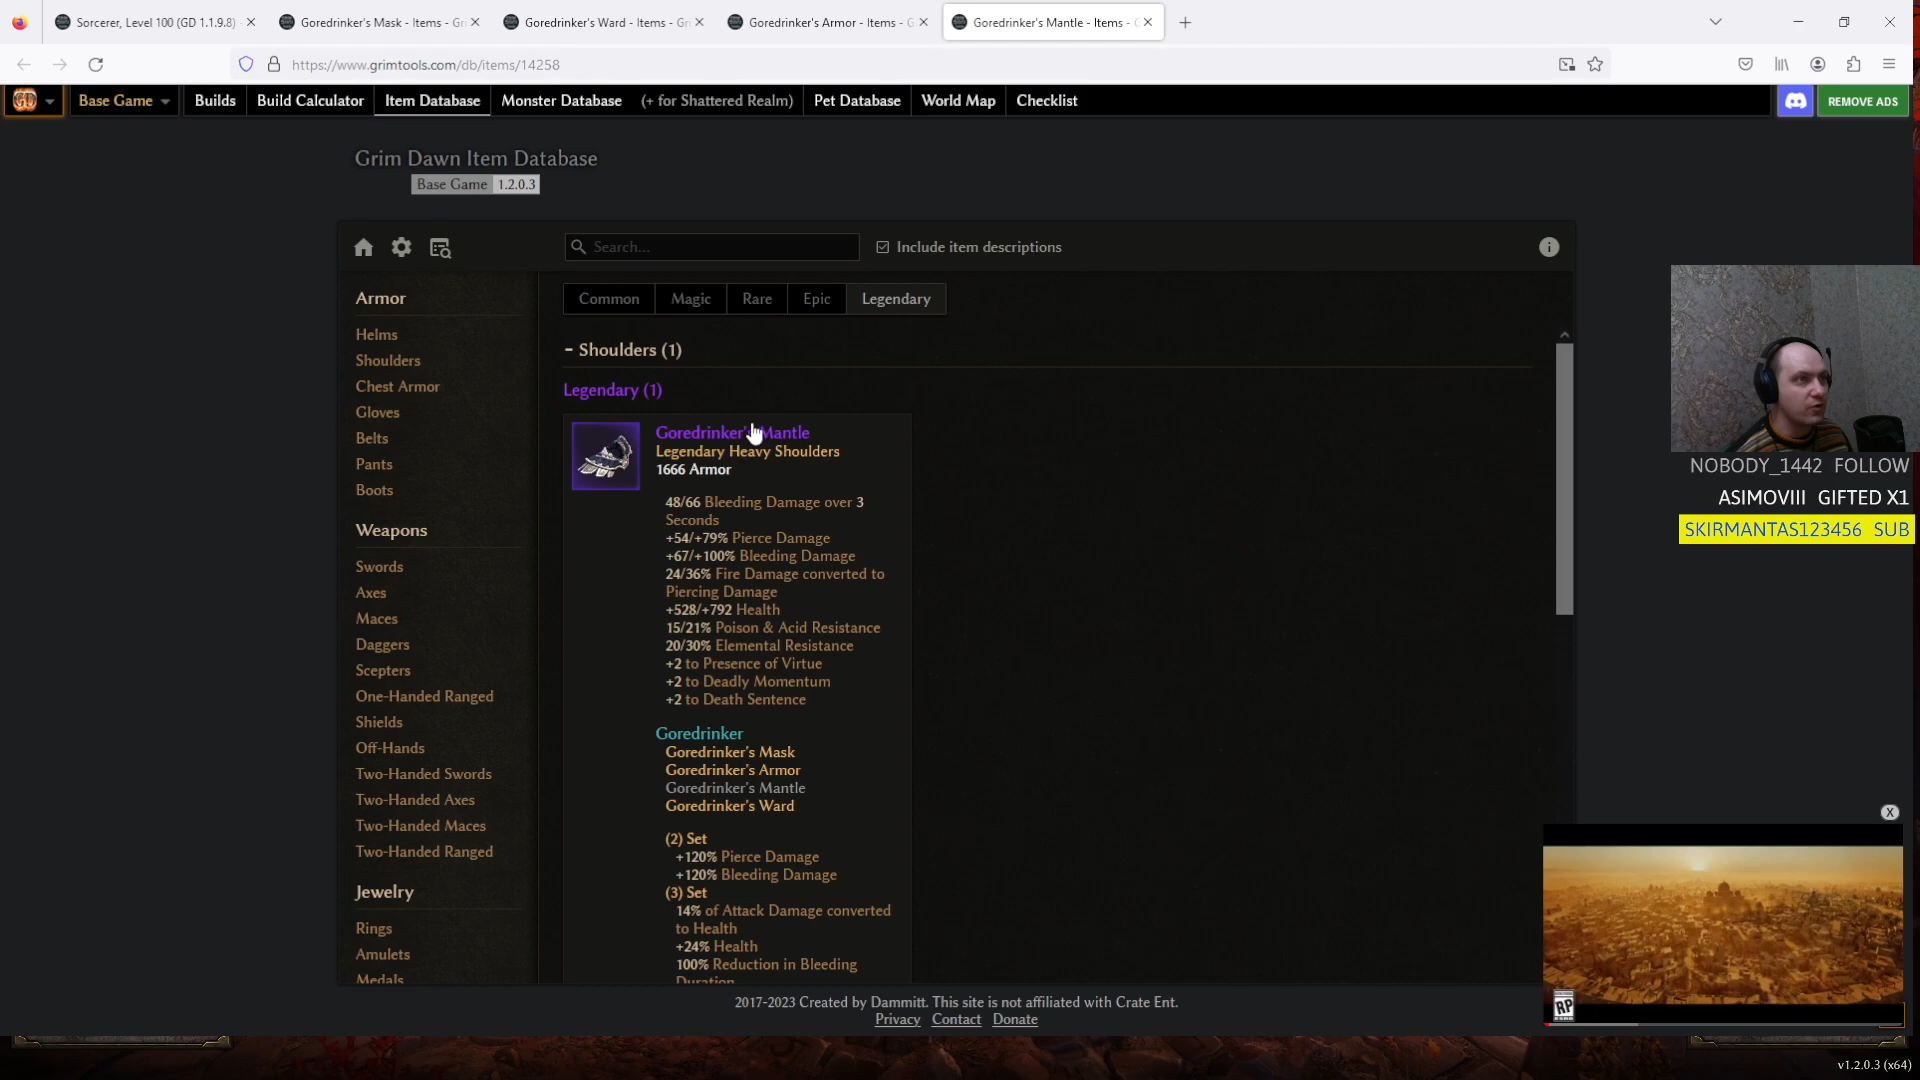 Sorcerer, Level 100 (GD 1.1.9.8)
Goredrinker's Mask - Items - Gri
Goredrinker's Ward - Items - Gri
Goredrinker's Armor - Items - G
Goredrinker's Mantle - Items - G
https://www.grimtools.com/db/items/14258
GD
Base Game
Builds
Build Calculator
Item Database
Monster Database
(+ for Shattered Realm)
Pet Database
World Map
Checklist
REMOVE ADS
Grim Dawn Item Database
Base Game 1.2.0.3
Search...
Include item descriptions
Armor
Helms
Shoulders
Chest Armor
Gloves
Belts
Pants
Boots
Weapons
Swords
Axes
Maces
Daggers
Scepters
One-Handed Ranged
Shields
Off-Hands
Two-Handed Swords
Two-Handed Axes
Two-Handed Maces
Two-Handed Ranged
Jewelry
Rings
Amulets
Medals
Common
Magic
Rare
Epic
Legendary
- Shoulders (1)
Legendary (1)
Goredrinker's Mantle
Legendary Heavy Shoulders
1666 Armor
48/66 Bleeding Damage over 3
Seconds
+54/+79% Pierce Damage
+67/+100% Bleeding Damage
24/36% Fire Damage converted to
Piercing Damage
+528/+792 Health
15/21% Poison & Acid Resistance
20/30% Elemental Resistance
+2 to Presence of Virtue
+2 to Deadly Momentum
+2 to Death Sentence
Goredrinker
Goredrinker's Mask
Goredrinker's Armor
Goredrinker's Mantle
Goredrinker's Ward
(2) Set
+120% Pierce Damage
+120% Bleeding Damage
(3) Set
14% of Attack Damage converted
to Health
+24% Health
100% Reduction in Bleeding
Duration
2017-2023 Created by Dammitt. This site is not affiliated with Crate Ent.
Privacy
Contact
Donate
NOBODY_1442 FOLLOW
ASIMOVIII GIFTED X1
SKIRMANTAS123456 SUB
X
RP
v1.2.0.3 (x64)